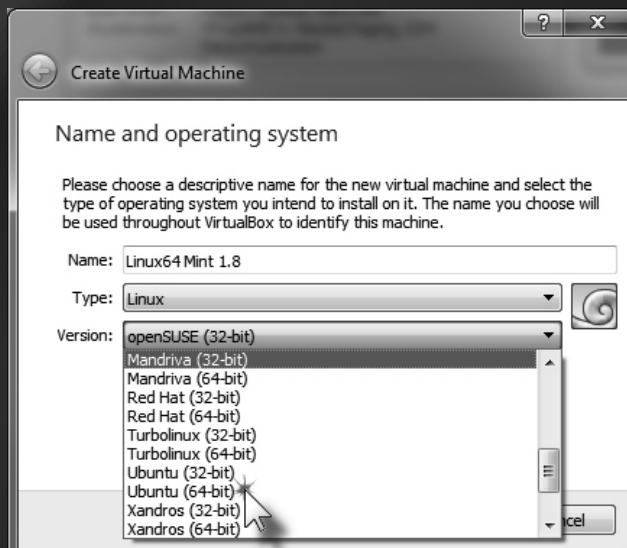 Create Virtual Machine
Name and operating system
Please choose a descriptive name for the new virtual machine and select the
type of operating system you intend to install on it. The name you choose will
be used throughout VirtualBox to identify this machine.
Name: Linux64 Mint 1.8
Type: Linux
Version: openSUSE (32-bit)
Mandriva (32-bit)
Mandriva (64-bit)
Red Hat (32-bit)
Red Hat (64-bit)
Turbolinux (32-bit)
Turbolinux (64-bit)
Ubuntu (32-bit)
Ubuntu (64-bit)
Xandros (32-bit)
Xandros (64-bit)
ncel